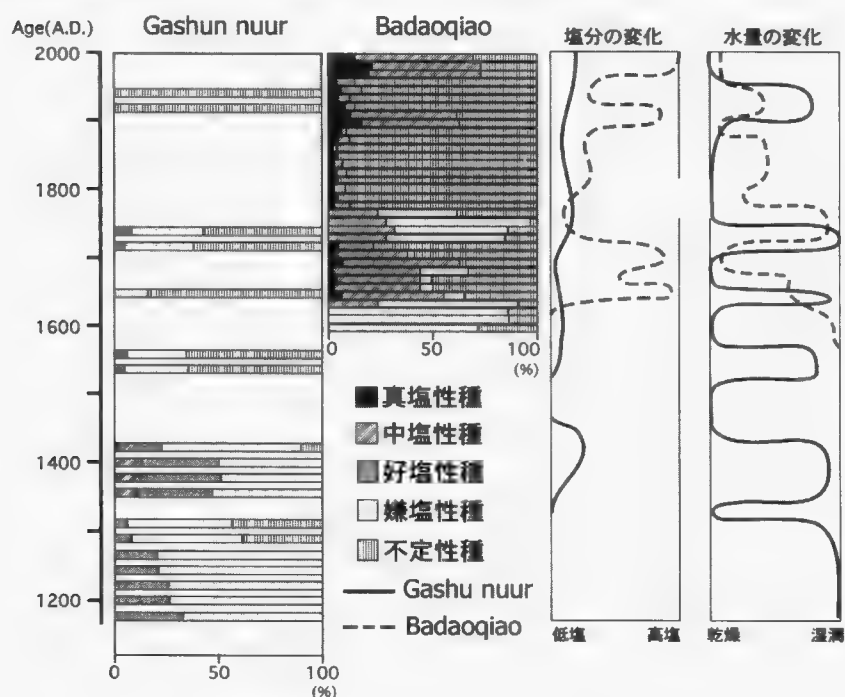 Age(A.D.)
Gashun nuur
Badaoqiao
塩分の変化
水量の変化
2000
1800
1600
1400
1200
0
50
100
(%)
0
50
100
(%)
真塩性種
中塩性種
好塩性種
嫌塩性種
不定性種
Gashu nuur
Badaoqiao
低塩
高塩
乾燥
湿潤